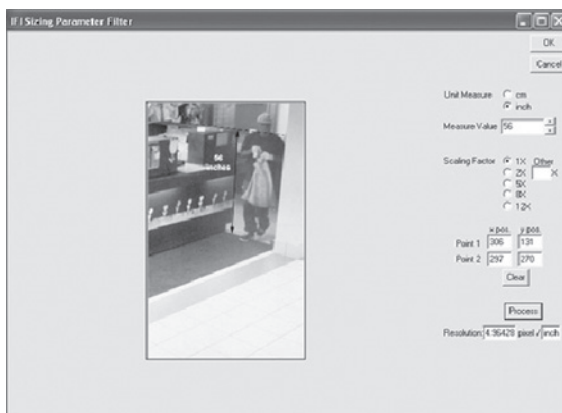 IFI Sizing Parameter Filter
OK
Cancel
Unit Measure cm
inch
Measure Value 56
56
inches
Scaling Factor 1X Other
2X X
5X
8X
12X
x pos. y pos.
Point 1 306 131
Point 2 297 270
Clear
Process
Resolution 4.96428 pixel / inch